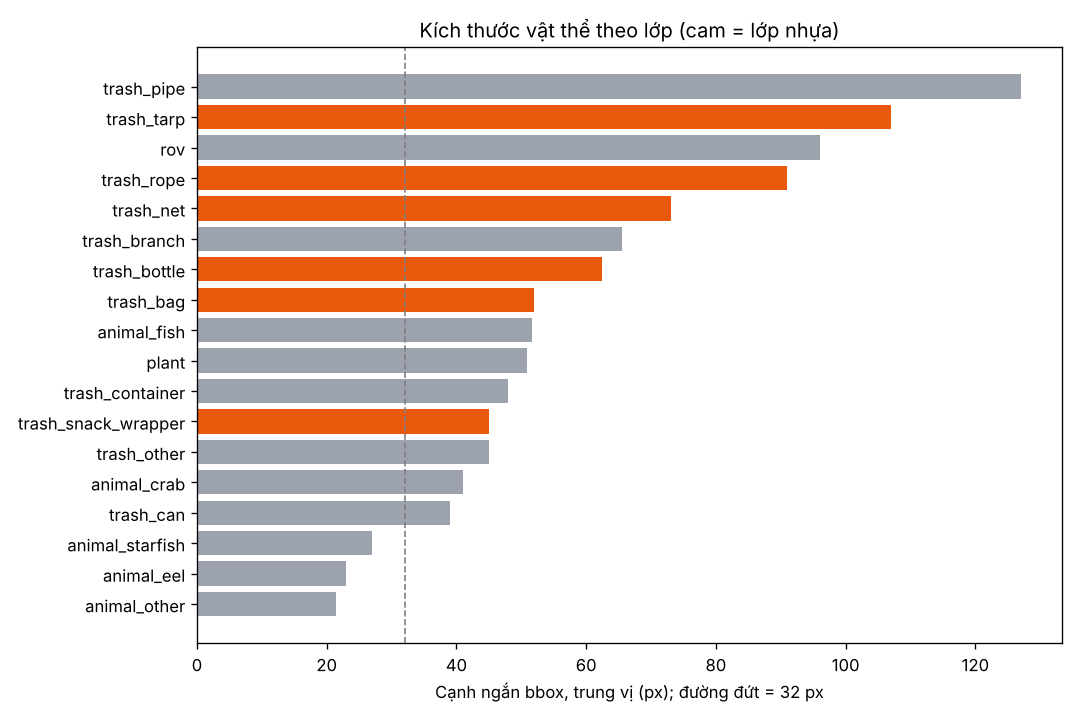 Kích thước vật thể theo lớp (cam = lớp nhựa)
trash_pipe
trash_tarp
rov
trash_rope
trash_net
trash_branch
trash_bottle
trash_bag
animal_fish
plant
trash_container
trash_snack_wrapper
trash_other
animal_crab
trash_can
animal_starfish
animal_eel
animal_other
0 20 40 60 80 100 120
Cạnh ngắn bbox, trung vị (px); đường đứt = 32 px